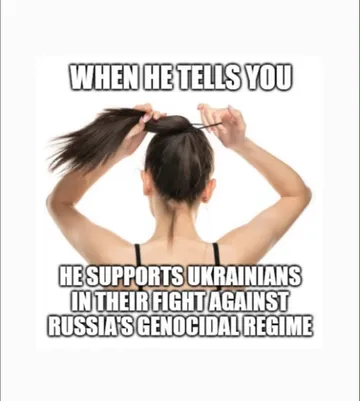 WHEN HE TELLS YOU
HE SUPPORTS UKRAINIANS
IN THEIR FIGHT AGAINST
RUSSIA'S GENOCIDAL REGIME